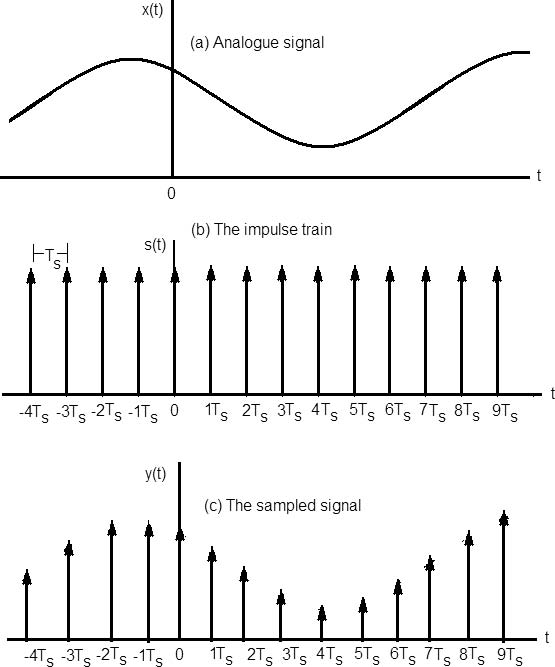 x(t)
(a) Analogue signal
t
0
(b) The impulse train
s(t)
Ts
t
-4Ts -3Ts -2Ts -1Ts 0 1Ts 2Ts 3Ts 4Ts 5Ts 6Ts 7Ts 8Ts 9Ts
y(t)
(c) The sampled signal
t
-4Ts -3Ts -2Ts -1Ts 0 1Ts 2Ts 3Ts 4Ts 5Ts 6Ts 7Ts 8Ts 9Ts